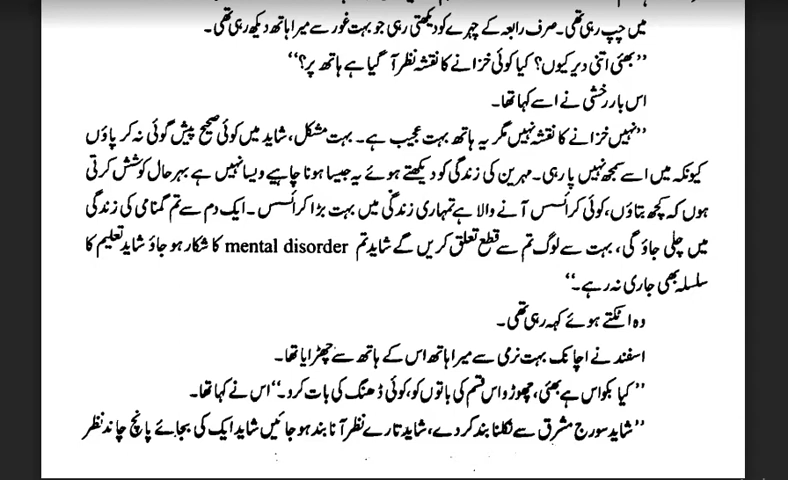 میں چپ رہی تھی۔ صرف رابعہ کے چہرے کو دیکھتی رہی جو بہت غور سے میرا ہاتھ دیکھ رہی تھی۔
’’بھئی اتنی دیر کیوں؟ کیا کوئی خزانے کا نقشہ نظر آ گیا ہے ہاتھ پر؟‘‘
اس بار رخشی نے اسے کہا تھا۔
’’نہیں خزانے کا نقشہ نہیں مگر یہ ہاتھ بہت عجیب ہے۔ بہت مشکل، شاید میں کوئی صحیح پیش گوئی نہ کر پاؤں
کیونکہ میں اسے سمجھ نہیں پا رہی۔ مہرین کی زندگی کو دیکھتے ہوئے یہ جیسا ہونا چاہیے ویسا نہیں ہے بہرحال کوشش کرتی
ہوں کہ کچھ بتاؤں، کوئی کرائسس آنے والا ہے تمہاری زندگی میں بہت بڑا کرائسس۔ ایک دم سے تم گمنامی کی زندگی
میں چلی جاؤ گی، بہت سے لوگ تم سے قطع تعلق کریں گے شاید تم mental disorder کا شکار ہو جاؤ شاید تعلیم کا
سلسلہ بھی جاری نہ رہے۔‘‘
وہ اٹکتے ہوئے کہہ رہی تھی۔
اسفند نے اچانک بہت نرمی سے میرا ہاتھ اس کے ہاتھ سے چھڑایا تھا۔
’’کیا بکواس ہے بھئی، چھوڑو اس قسم کی باتوں کو، کوئی ڈھنگ کی بات کرو۔‘‘ اس نے کہا تھا۔
’’شاید سورج مشرق سے نکلنا بند کر دے، شاید تارے نظر آنا بند ہو جائیں شاید ایک کی بجائے پانچ چاند نظر